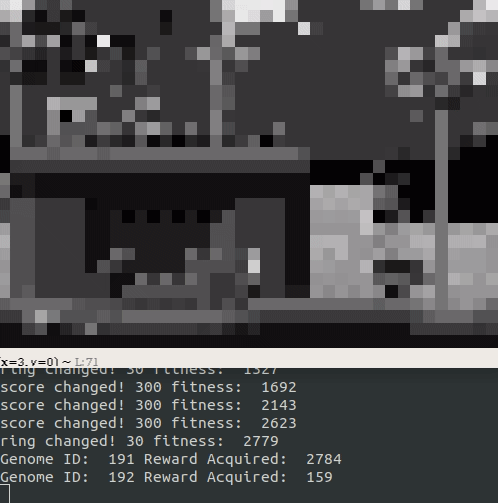 (x=3, y=0) ~ L:71
ring changed! 30 fitness:  1327
score changed! 300 fitness:  1692
score changed! 300 fitness:  2143
score changed! 300 fitness:  2623
ring changed! 30 fitness:  2779
Genome ID:  191 Reward Acquired:  2784
Genome ID:  192 Reward Acquired:  159